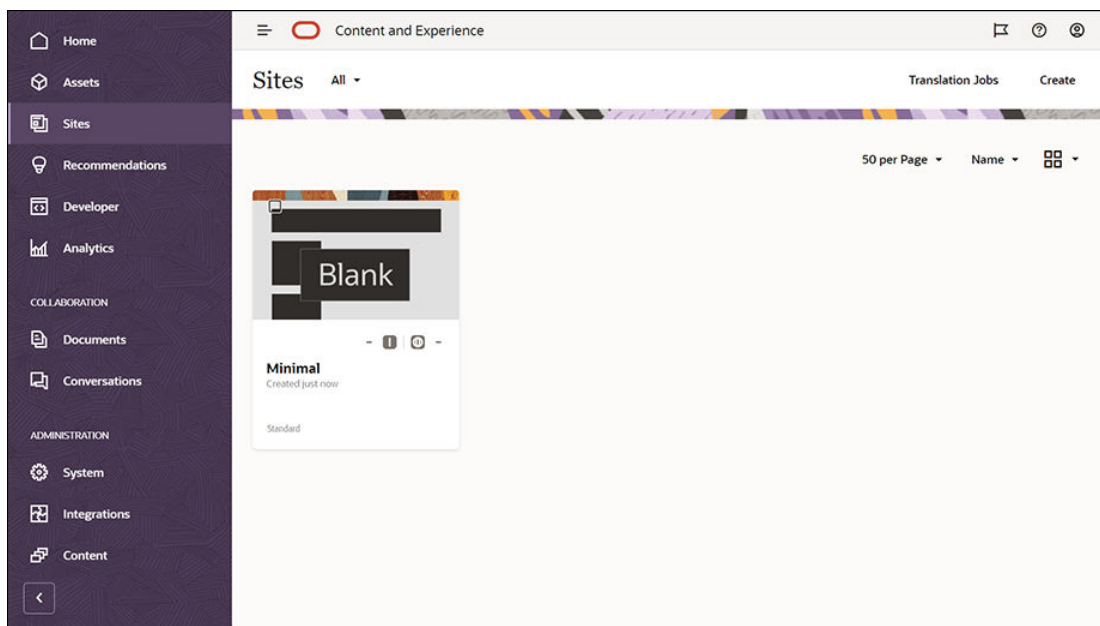 Home
Assets
Sites
Recommendations
Developer
Analytics
COLLABORATION
Documents
Conversations
ADMINISTRATION
System
Integrations
Content
Content and Experience
Sites All
Translation Jobs Create
50 per Page Name
Blank
Minimal
Created just now
Standard